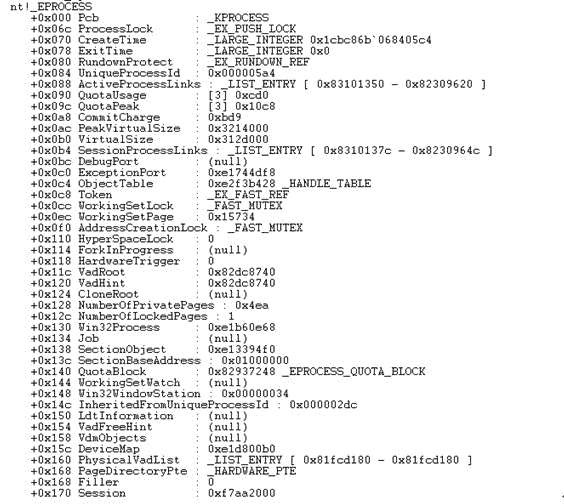 nt!_EPROCESS
+0x000 Pcb : _KPROCESS
+0x06c ProcessLock : _EX_PUSH_LOCK
+0x070 CreateTime : _LARGE_INTEGER 0x1cbc86b`068405c4
+0x078 ExitTime : _LARGE_INTEGER 0x0
+0x080 RundownProtect : _EX_RUNDOWN_REF
+0x084 UniqueProcessId : 0x000005a4
+0x088 ActiveProcessLinks : _LIST_ENTRY [ 0x83101350 - 0x82309620 ]
+0x090 QuotaUsage : [3] 0xcd0
+0x09c QuotaPeak : [3] 0x10c8
+0x0a8 CommitCharge : 0xbd9
+0x0ac PeakVirtualSize : 0x3214000
+0x0b0 VirtualSize : 0x312d000
+0x0b4 SessionProcessLinks : _LIST_ENTRY [ 0x8310137c - 0x8230964c ]
+0x0bc DebugPort : (null)
+0x0c0 ExceptionPort : 0xe1744df8
+0x0c4 ObjectTable : 0xe2f3b428 _HANDLE_TABLE
+0x0c8 Token : _EX_FAST_REF
+0x0cc WorkingSetLock : _FAST_MUTEX
+0x0ec WorkingSetPage : 0x15734
+0x0f0 AddressCreationLock : _FAST_MUTEX
+0x110 HyperSpaceLock : 0
+0x114 ForkInProgress : (null)
+0x118 HardwareTrigger : 0
+0x11c VadRoot : 0x82dc8740
+0x120 VadHint : 0x82dc8740
+0x124 CloneRoot : (null)
+0x128 NumberOfPrivatePages : 0x4ea
+0x12c NumberOfLockedPages : 1
+0x130 Win32Process : 0xe1b60e68
+0x134 Job : (null)
+0x138 SectionObject : 0xe13394f0
+0x13c SectionBaseAddress : 0x01000000
+0x140 QuotaBlock : 0x82937248 _EPROCESS_QUOTA_BLOCK
+0x144 WorkingSetWatch : (null)
+0x148 Win32WindowStation : 0x00000034
+0x14c InheritedFromUniqueProcessId : 0x000002dc
+0x150 LdtInformation : (null)
+0x154 VadFreeHint : (null)
+0x158 VdmObjects : (null)
+0x15c DeviceMap : 0xe1d800b0
+0x160 PhysicalVadList : _LIST_ENTRY [ 0x81fcd180 - 0x81fcd180 ]
+0x168 PageDirectoryPte : _HARDWARE_PTE
+0x168 Filler : 0
+0x170 Session : 0xf7aa2000